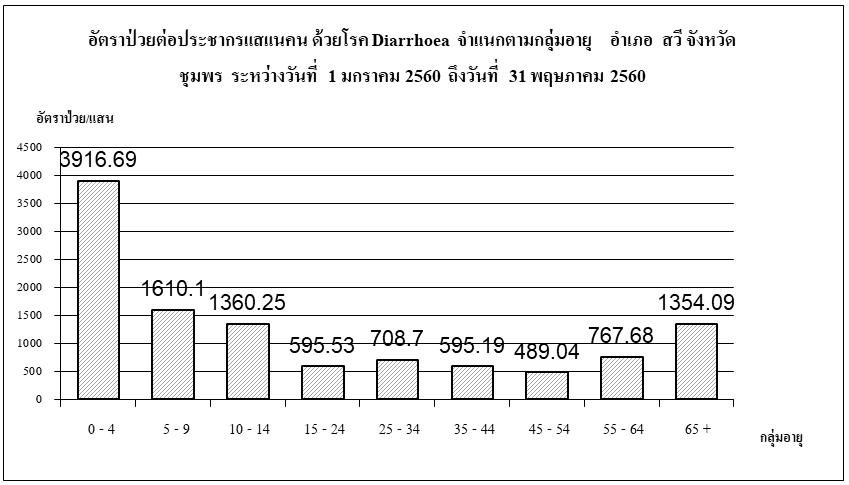 อัตราป่วยต่อประชากรแสแนคน ด้วยโรค Diarrhoea จำแนกตามกลุ่มอายุ อำเภอ สวี จังหวัด
ชุมพร ระหว่างวันที่ 1 มกราคม 2560 ถึงวันที่ 31 พฤษภาคม 2560
อัตราป่วย/แสน
4500
3916.69
4000
3500
3000
2500
2000
1610.1
1360.25
1354.09
1500
595.53
708.7
595.19
489.04
767.68
1000
500
0
0 - 4
5 - 9
10 - 14
15 - 24
25 - 34
35 - 44
45 - 54
55 - 64
65 +
กลุ่มอายุ